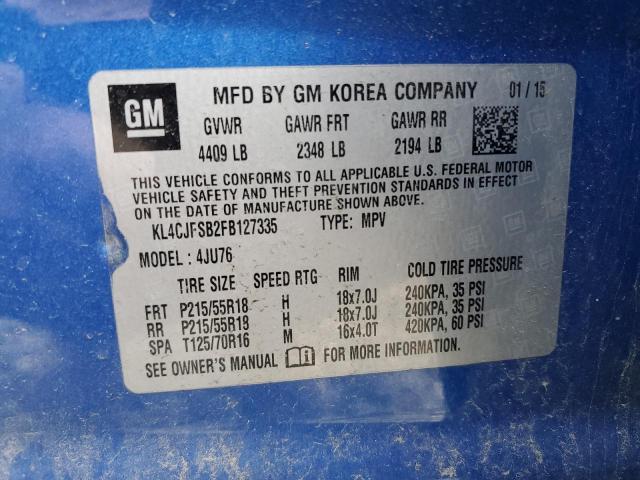 GM
MFD BY GM KOREA COMPANY 01 / 15
GVWR GAWR FRT GAWR RR
4409 LB 2348 LB 2194 LB
THIS VEHICLE CONFORMS TO ALL APPLICABLE U.S. FEDERAL MOTOR
VEHICLE SAFETY AND THEFT PREVENTION STANDARDS IN EFFECT
ON THE DATE OF MANUFACTURE SHOWN ABOVE.
KL4CJFSB2FB127335 TYPE: MPV
MODEL : 4JU76
TIRE SIZE SPEED RTG RIM COLD TIRE PRESSURE
FRT P215/55R18 H 18x7.0J 240KPA, 35 PSI
RR P215/55R18 H 18x7.0J 240KPA, 35 PSI
SPA T125/70R16 M 16x4.0T 420KPA, 60 PSI
SEE OWNER'S MANUAL FOR MORE INFORMATION.